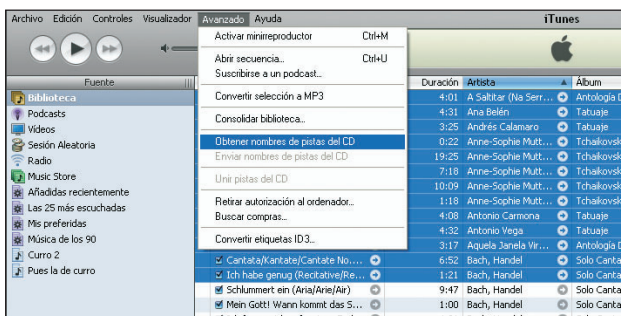 Archivo Edición Controles Visualizador Avanzado Ayuda iTunes
Activar minirreproductor Ctrl+M
Abrir secuencia... Ctrl+U
Suscribirse a un podcast...
Convertir selección a MP3
Consolidar biblioteca...
Obtener nombres de pistas del CD
Enviar nombres de pistas del CD
Unir pistas del CD
Retirar autorización al ordenador...
Buscar compras...
Convertir etiquetas ID3...
Fuente
Biblioteca
Podcasts
Vídeos
Sesión Aleatoria
Radio
Music Store
Añadidas recientemente
Las 25 más escuchadas
Mis preferidas
Música de los 90
Curro 2
Pues la de curro
Duración Artista Álbum
4:01 A Saltitar (Na Serr... Antología D
4:31 Ana Belén Tatuaje
3:25 Andrés Calamaro Tatuaje
0:22 Anne-Sophie Mutt... Tchaikovsk
19:25 Anne-Sophie Mutt... Tchaikovsk
7:18 Anne-Sophie Mutt... Tchaikovsk
10:09 Anne-Sophie Mutt... Tchaikovsk
1:18 Anne-Sophie Mutt... Tchaikovsk
4:08 Antonio Carmona Tatuaje
4:32 Antonio Vega Tatuaje
3:17 Aquela Janela Vir... Antología D
Cantata/Kantate/Cantate No.... 6:52 Bach, Handel Solo Canta
Ich habe genug (Recitative/Re... 1:21 Bach, Handel Solo Canta
Schlummert ein (Aria/Arie/Air) 9:47 Bach, Handel Solo Canta
Mein Gott! Wann kommt das S... 1:00 Bach, Handel Solo Canta